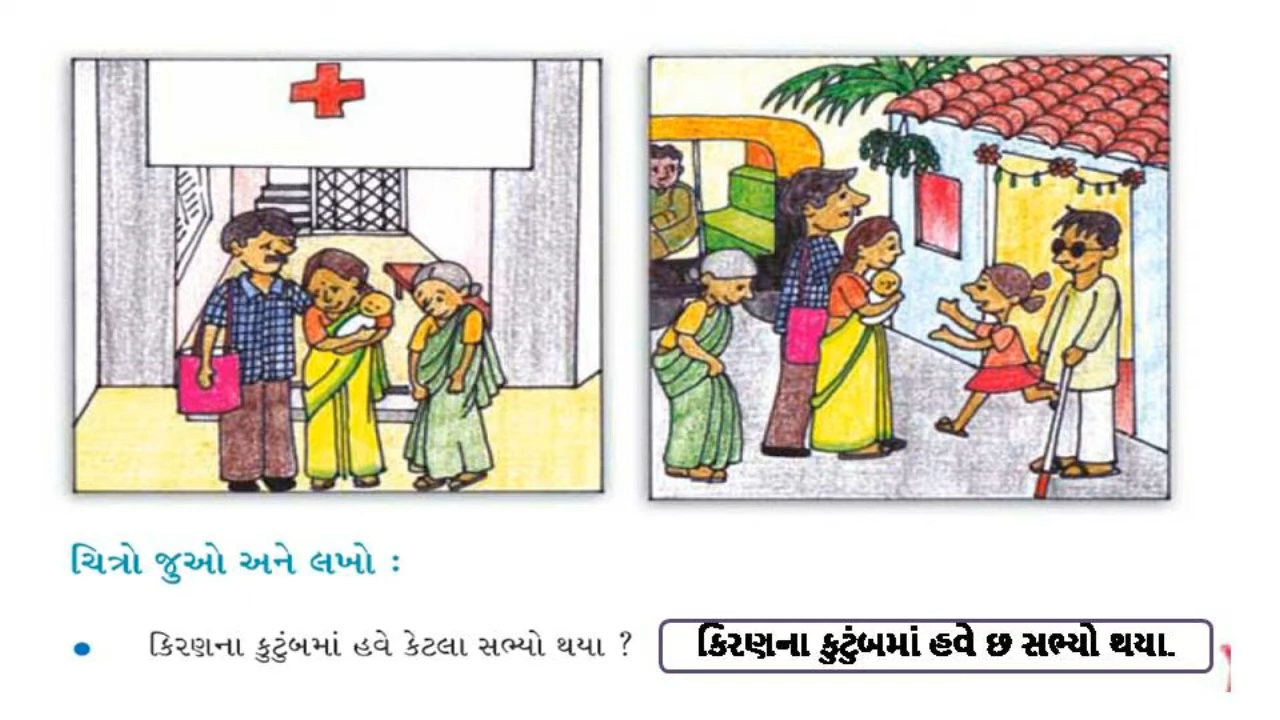 ચિત્રો જુઓ અને લખો :
• કિરણના કુટુંબમાં હવે કેટલા સભ્યો થયા ? કિરણના કુટુંબમાં હવે છ સભ્યો થયા.